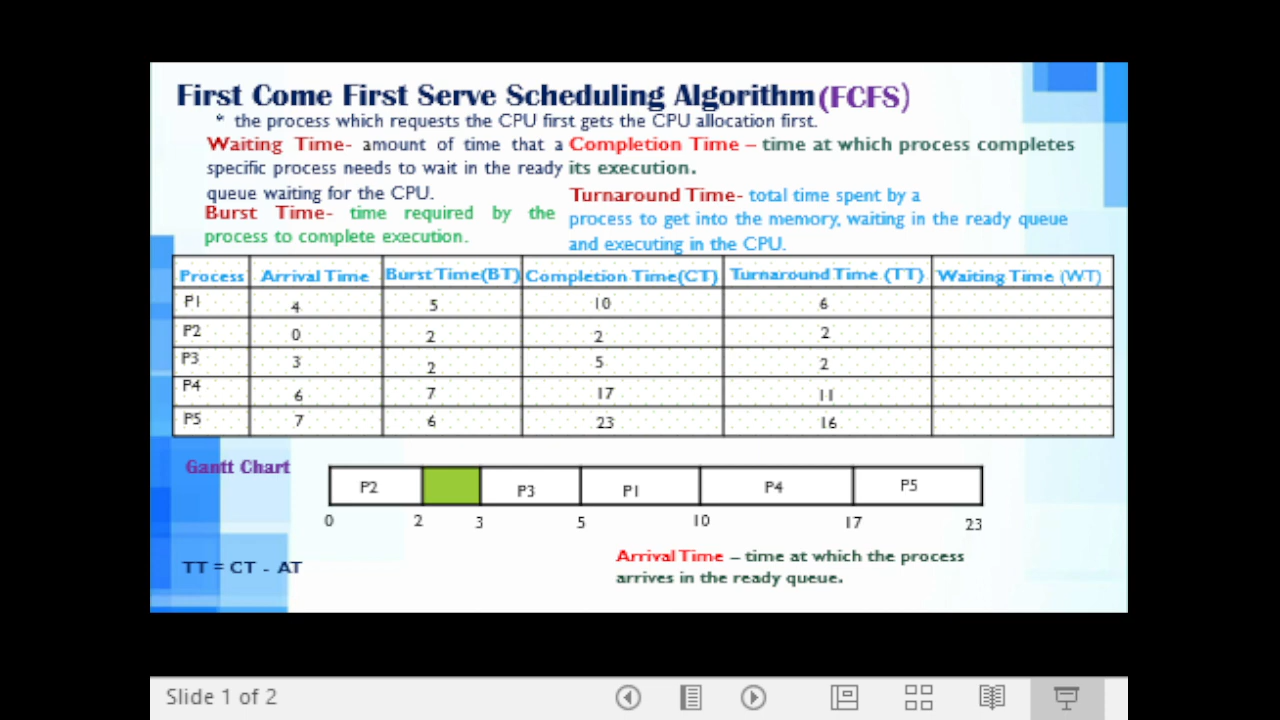 First Come First Serve Scheduling Algorithm(FCFS)
* the process which requests the CPU first gets the CPU allocation first.
Waiting Time- amount of time that a
specific process needs to wait in the ready
queue waiting for the CPU.
Burst Time- time required by the
process to complete execution.
Completion Time – time at which process completes
its execution.
Turnaround Time- total time spent by a
process to get into the memory, waiting in the ready queue
and executing in the CPU.
Process Arrival Time Burst Time(BT) Completion Time(CT) Turnaround Time (TT) Waiting Time (WT)
P1 4 5 10 6
P2 0 2 2 2
P3 3 2 5 2
P4 6 7 17 11
P5 7 6 23 16
Gantt Chart
P2 P3 P1 P4 P5
0 2 3 5 10 17 23
TT = CT - AT
Arrival Time – time at which the process
arrives in the ready queue.
Slide 1 of 2